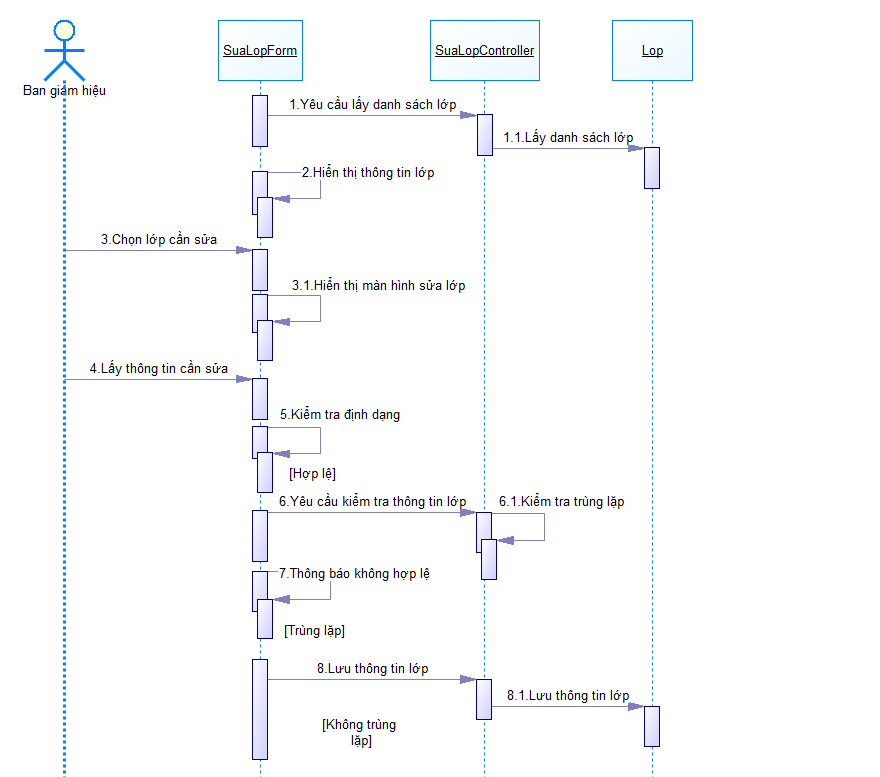 SuaLopForm
SuaLopController
Lop
Ban giám hiệu
1.Yêu cầu lấy danh sách lớp
1.1.Lấy danh sách lớp
2.Hiển thị thông tin lớp
3.Chọn lớp cần sửa
3.1.Hiển thị màn hình sửa lớp
4.Lấy thông tin cần sửa
5.Kiểm tra định dạng
[Hợp lệ]
6.Yêu cầu kiểm tra thông tin lớp
6.1.Kiểm tra trùng lặp
7.Thông báo không hợp lệ
[Trùng lặp]
8.Lưu thông tin lớp
8.1.Lưu thông tin lớp
[Không trùng
lặp]